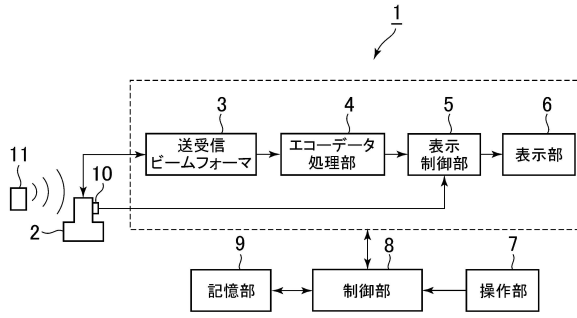 1
3
4
5
6
送受信
ビームフォーマ
エコーデータ
処理部
表示
制御部
表示部
11
10
2
9
8
7
記憶部
制御部
操作部